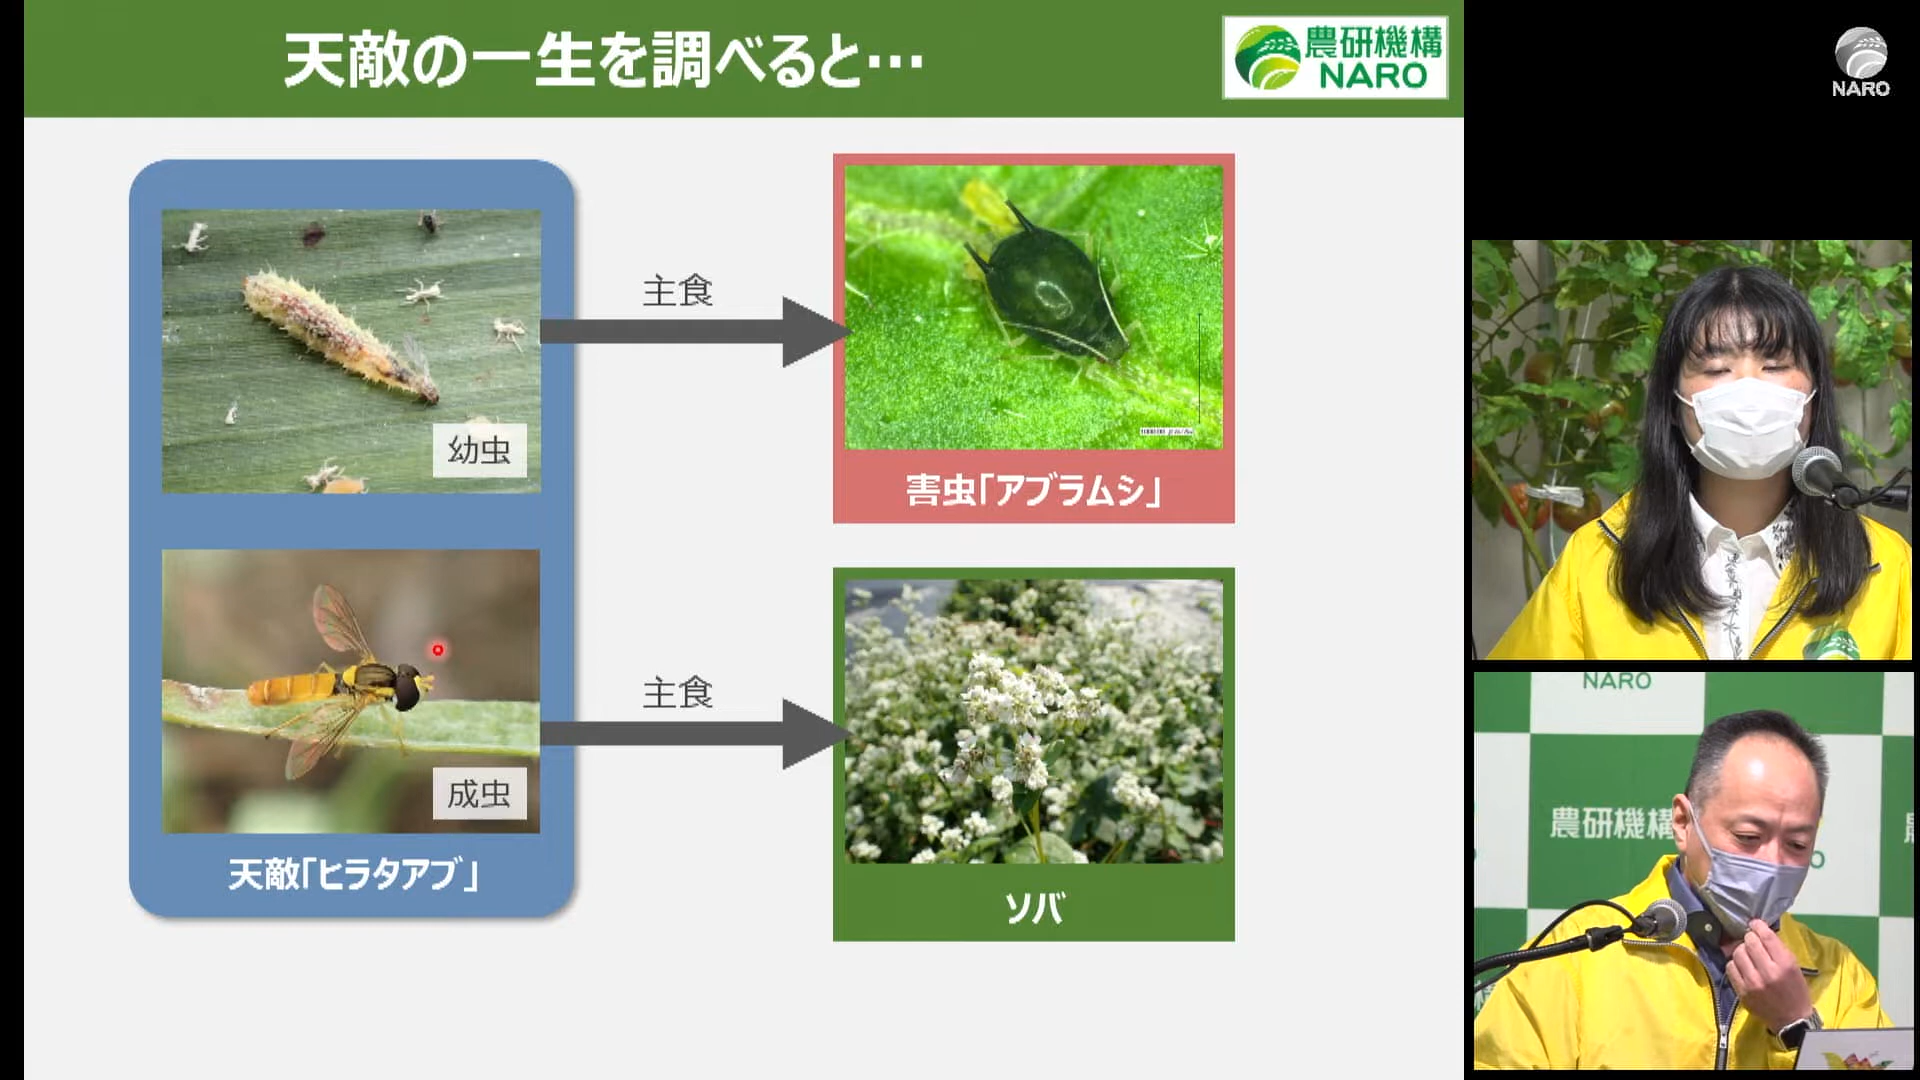 天敵の一生を調べると…
農研機構
NARO
NARO
主食
幼虫
害虫「アブラムシ」
主食
成虫
天敵「ヒラタアブ」
ソバ
NARO
農研機構